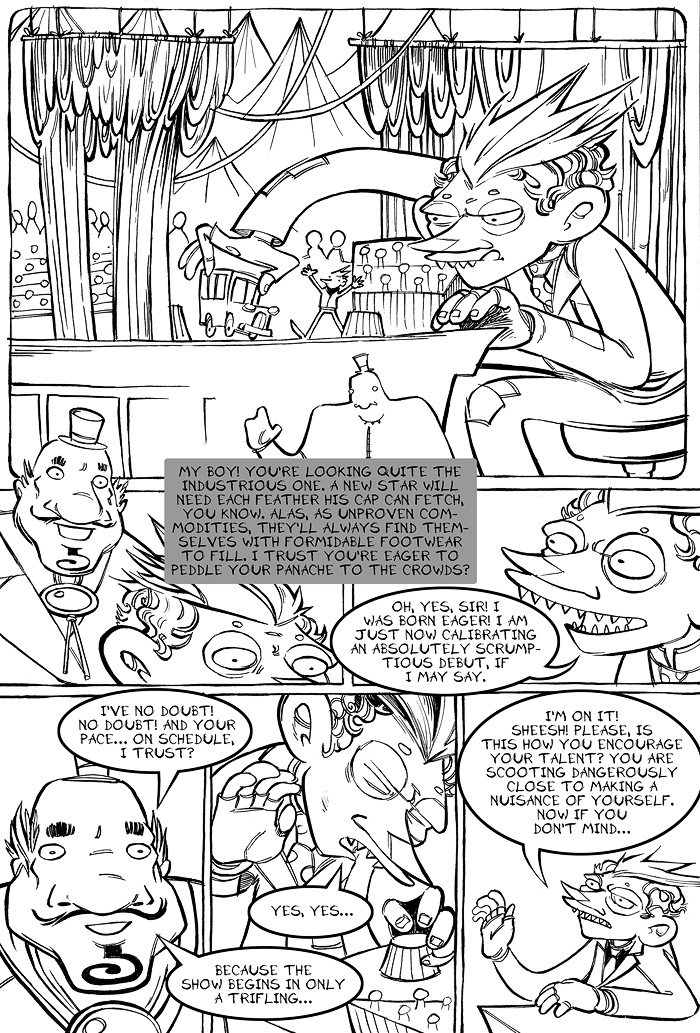 MY BOY! YOU'RE LOOKING QUITE THE
INDUSTRIOUS ONE. A NEW STAR WILL
NEED EACH FEATHER HIS CAP CAN FETCH,
YOU KNOW. ALAS, AS UNPROVEN COM-
MODITIES, THEY'LL ALWAYS FIND THEM-
SELVES WITH FORMIDABLE FOOTWEAR
TO FILL. I TRUST YOU'RE EAGER TO
PEDDLE YOUR PANACHE TO THE CROWDS?
OH, YES, SIR! I
WAS BORN EAGER! I AM
JUST NOW CALIBRATING
AN ABSOLUTELY SCRUMP-
TIOUS DEBUT, IF
I MAY SAY.
I'VE NO DOUBT!
NO DOUBT! AND YOUR
PACE... ON SCHEDULE,
I TRUST?
YES, YES...
BECAUSE THE
SHOW BEGINS IN ONLY
A TRIFLING...
I'M ON IT!
SHEESH! PLEASE, IS
THIS HOW YOU ENCOURAGE
YOUR TALENT? YOU ARE
SCOOTING DANGEROUSLY
CLOSE TO MAKING A
NUISANCE OF YOURSELF.
NOW IF YOU
DON'T MIND...